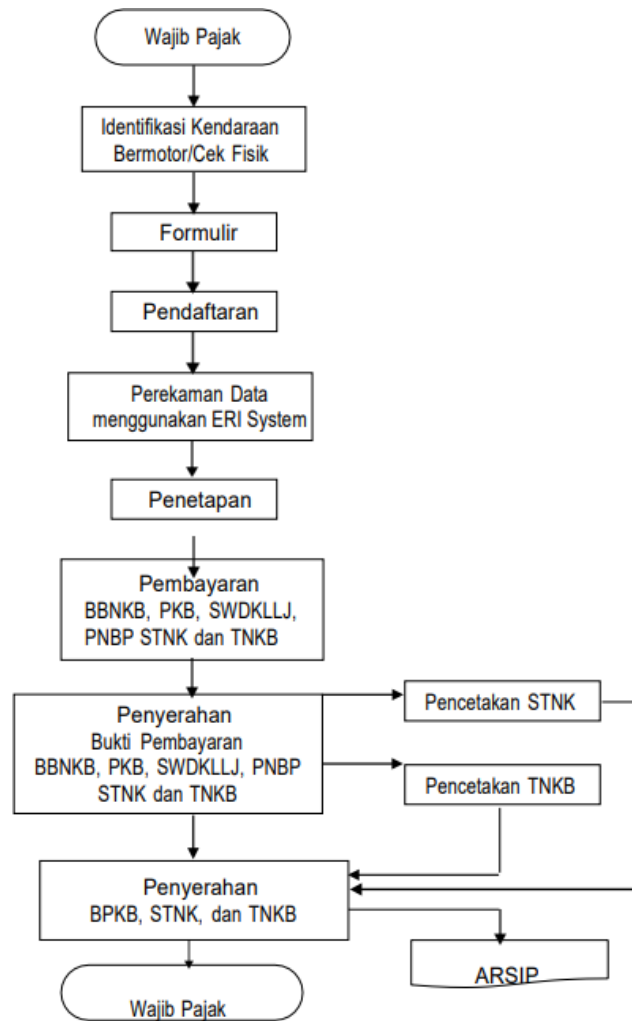 Wajib Pajak
Identifikasi Kendaraan
Bermotor/Cek Fisik
Formulir
Pendaftaran
Perekaman Data
menggunakan ERI System
Penetapan
Pembayaran
BBNKB, PKB, SWDKLLJ,
PNBP STNK dan TNKB
Penyerahan
Bukti Pembayaran
BBNKB, PKB, SWDKLLJ, PNBP
STNK dan TNKB
Pencetakan STNK
Pencetakan TNKB
Penyerahan
BPKB, STNK, dan TNKB
ARSIP
Wajib Pajak